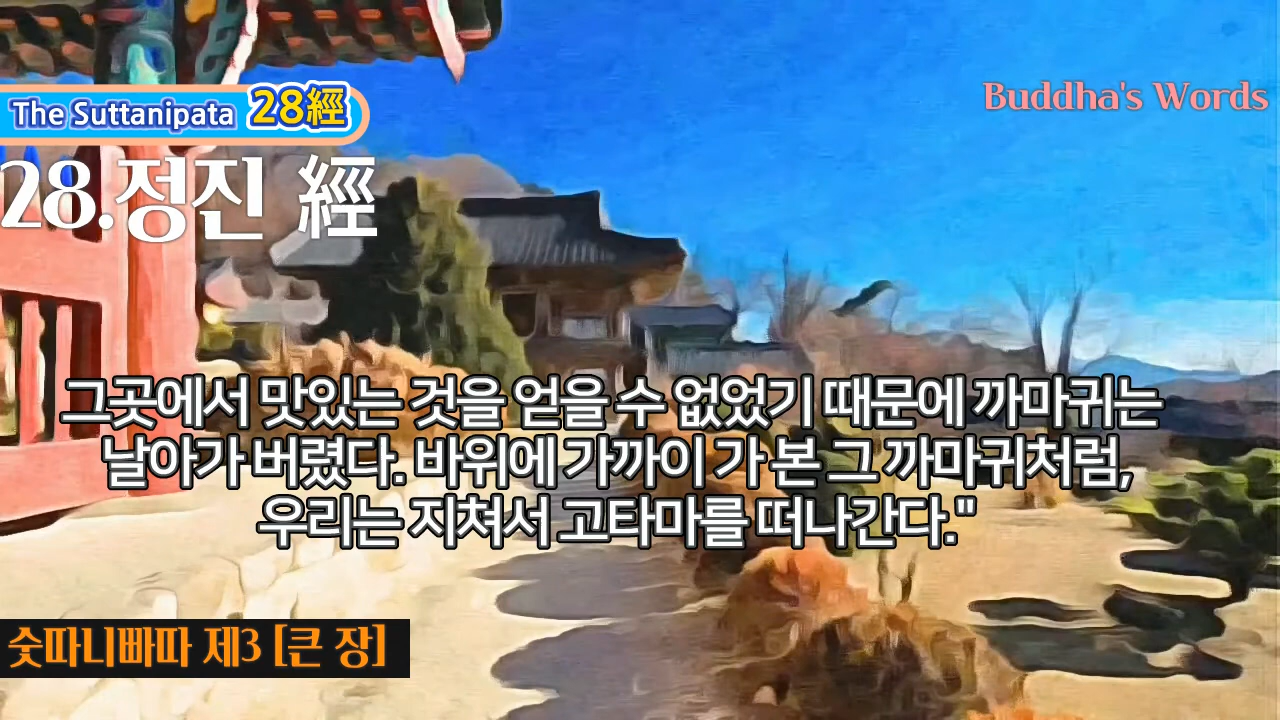 The Suttanipata 28經
Buddha's Words
28.정진 經
그곳에서 맛있는 것을 얻을 수 없었기 때문에 까마귀는
날아가 버렸다. 바위에 가까이 가 본 그 까마귀처럼,
우리는 지쳐서 고타마를 떠나간다."
숫따니빠따 제3 [큰 장]